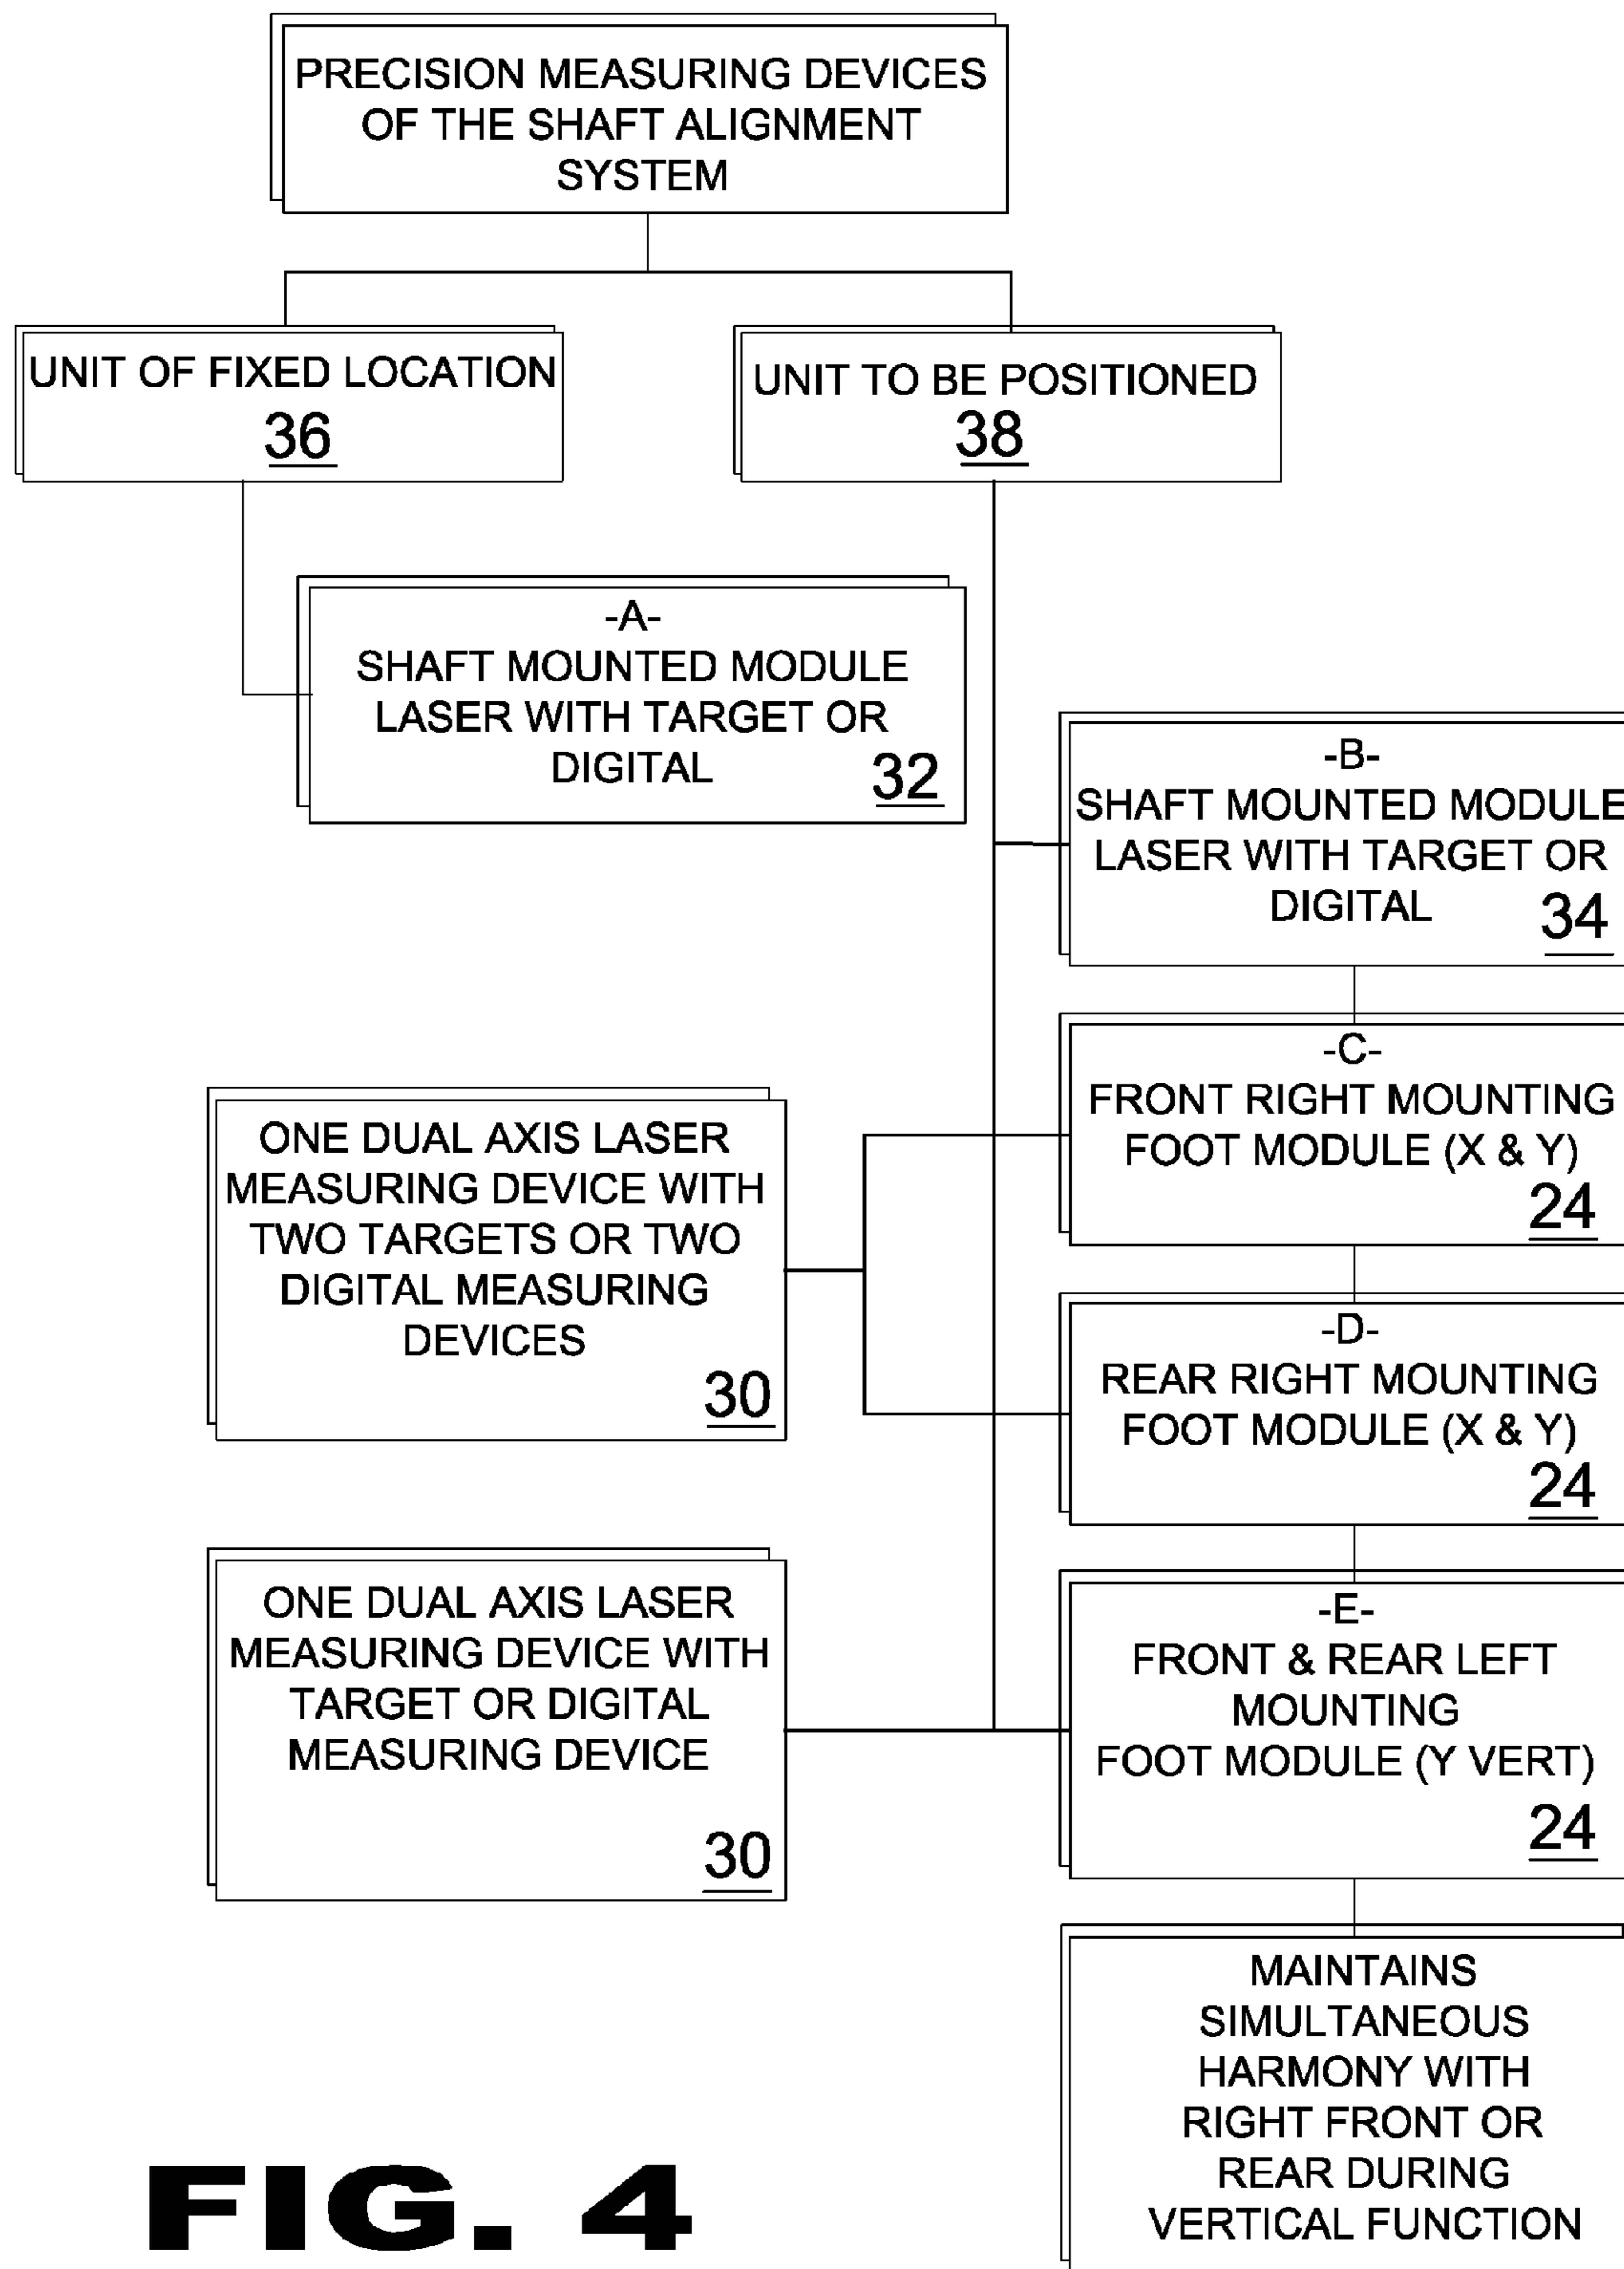 PRECISION MEASURING DEVICES
OF THE SHAFT ALIGNMENT
SYSTEM
UNIT OF FIXED LOCATION
36
UNIT TO BE POSITIONED
38
-A-
SHAFT MOUNTED MODULE
LASER WITH TARGET OR
DIGITAL
32
-B-
SHAFT MOUNTED MODULE
LASER WITH TARGET OR
DIGITAL
34
-C-
FRONT RIGHT MOUNTING
FOOT MODULE (X & Y)
24
ONE DUAL AXIS LASER
MEASURING DEVICE WITH
TWO TARGETS OR TWO
DIGITAL MEASURING
DEVICES
30
-D-
REAR RIGHT MOUNTING
FOOT MODULE (X & Y)
24
ONE DUAL AXIS LASER
MEASURING DEVICE WITH
TARGET OR DIGITAL
MEASURING DEVICE
30
-E-
FRONT & REAR LEFT
MOUNTING
FOOT MODULE (Y VERT)
24
MAINTAINS
SIMULTANEOUS
HARMONY WITH
RIGHT FRONT OR
REAR DURING
VERTICAL FUNCTION
FIG. 4